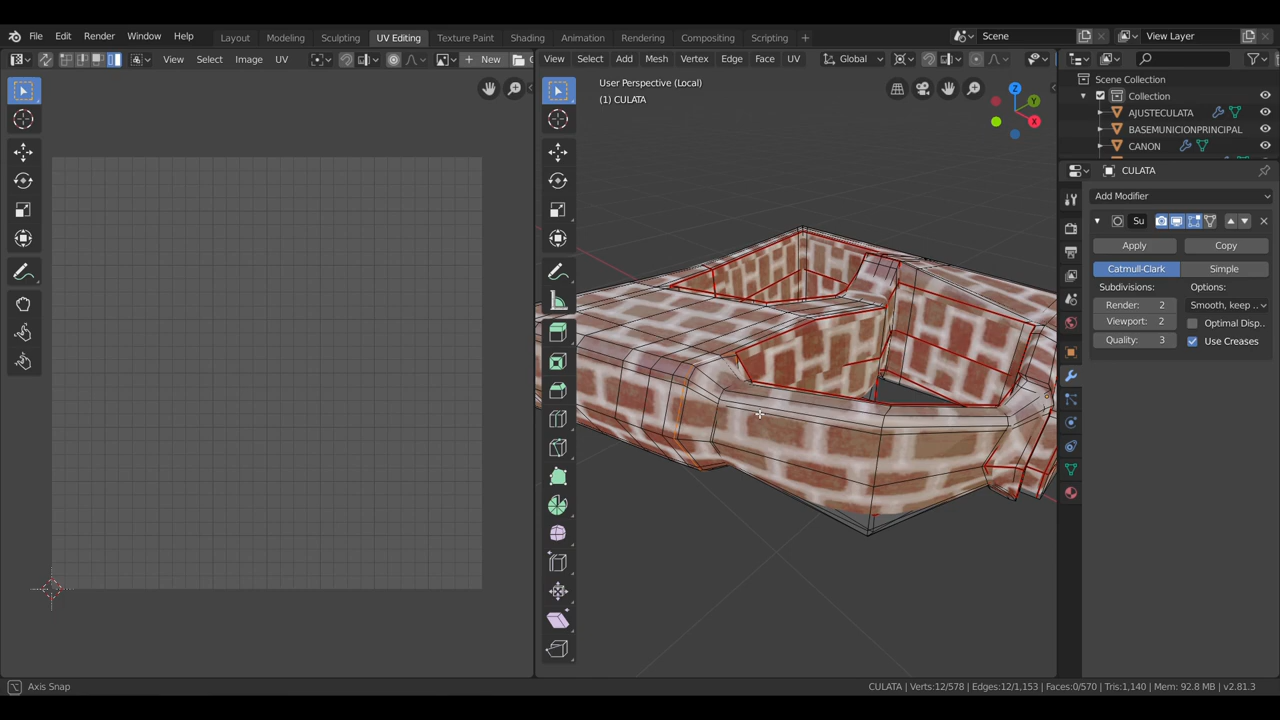 File Edit Render Window Help Layout Modeling Sculpting UV Editing Texture Paint Shading Animation Rendering Compositing Scripting + Scene View Layer
View Select Image UV New
View Select Add Mesh Vertex Edge Face UV Global
User Perspective (Local)
(1) CULATA
Z
Y
X
Scene Collection
Collection
AJUSTECULATA
BASEMUNICIONPRINCIPAL
CANON
CULATA
Add Modifier
Su
Apply Copy
Catmull-Clark Simple
Subdivisions: Options:
Render: 2 Smooth, keep ..
Viewport: 2 Optimal Disp..
Quality: 3 Use Creases
Axis Snap
CULATA | Verts:12/578 | Edges:12/1,153 | Faces:0/570 | Tris:1,140 | Mem: 92.8 MB | v2.81.3